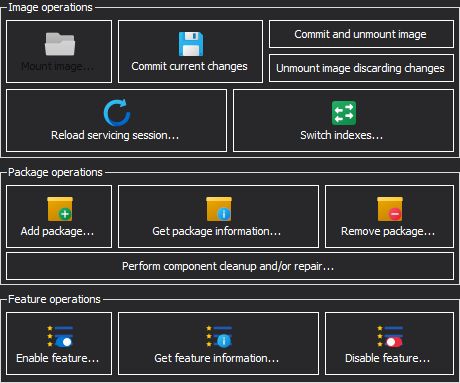 Image operations
Mount image...
Commit current changes
Commit and unmount image
Unmount image discarding changes
Reload servicing session...
Switch indexes...
Package operations
Add package...
Get package information...
Remove package...
Perform component cleanup and/or repair...
Feature operations
Enable feature...
Get feature information...
Disable feature...